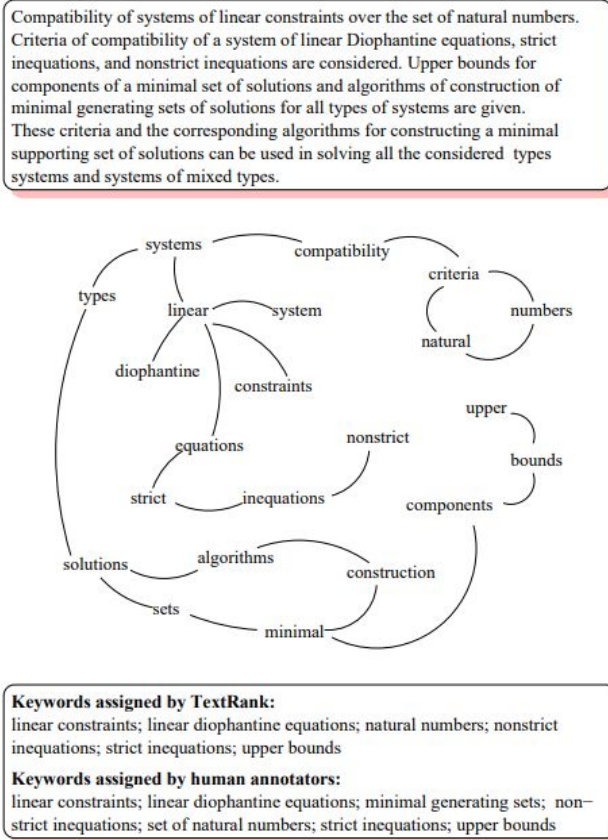 Compatibility of systems of linear constraints over the set of natural numbers.
Criteria of compatibility of a system of linear Diophantine equations, strict
inequations, and nonstrict inequations are considered. Upper bounds for
components of a minimal set of solutions and algorithms of construction of
minimal generating sets of solutions for all types of systems are given.
These criteria and the corresponding algorithms for constructing a minimal
supporting set of solutions can be used in solving all the considered types
systems and systems of mixed types.
systems
compatibility
criteria
types
linear
system
numbers
natural
diophantine
constraints
upper
equations
nonstrict
bounds
strict
inequations
components
solutions
algorithms
construction
sets
minimal
Keywords assigned by TextRank:
linear constraints; linear diophantine equations; natural numbers; nonstrict
inequations; strict inequations; upper bounds
Keywords assigned by human annotators:
linear constraints; linear diophantine equations; minimal generating sets; non−
strict inequations; set of natural numbers; strict inequations; upper bounds